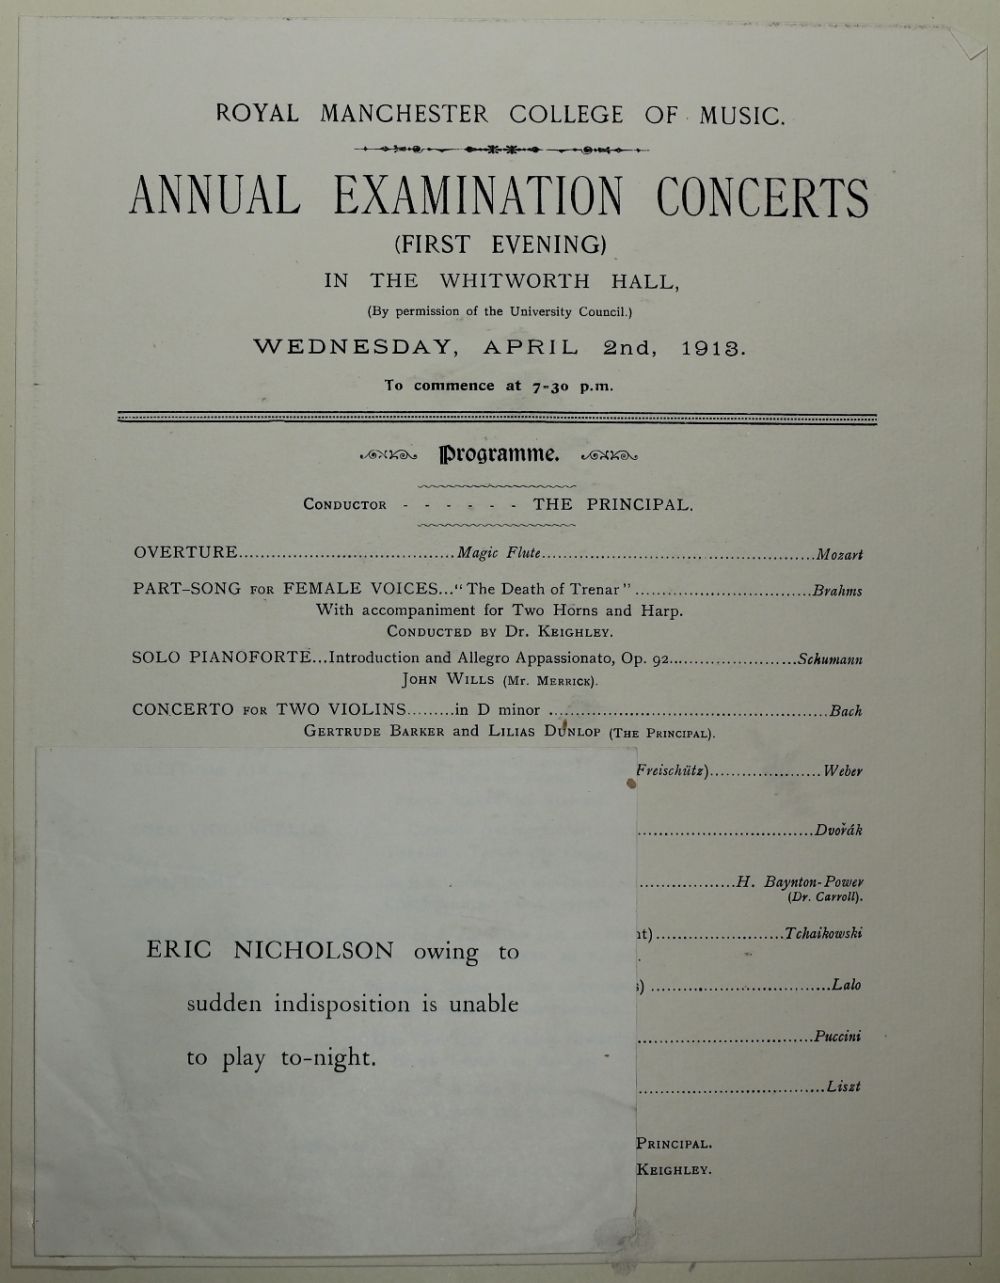 ROYAL MANCHESTER COLLEGE OF MUSIC.
ANNUAL EXAMINATION CONCERTS
(FIRST EVENING)
IN THE WHITWORTH HALL,
(By permission of the University Council.)
WEDNESDAY, APRIL 2nd, 1913.
To commence at 7-30 p.m.
Programme.
CONDUCTOR - - - - - - THE PRINCIPAL.
OVERTURE.......................................Magic Flute.................................................Mozart
PART-SONG FOR FEMALE VOICES..."The Death of Trenar"................................Brahms
With accompaniment for Two Horns and Harp.
CONDUCTED BY DR. KEIGHLEY.
SOLO PIANOFORTE...Introduction and Allegro Appassionato, Op. 92.......................Schumann
JOHN WILLS (MR. MERRICK).
CONCERTO FOR TWO VIOLINS.........in D minor ..................................................Bach
GERTRUDE BARKER and LILIAS DUNLOP (THE PRINCIPAL).
Freischütz)....................Weber
................................Dvořák
.................H. Baynton-Power
(Dr. Carroll).
t).......................Tchaikowski
) ................................Lalo
................................Puccini
..................................Liszt
PRINCIPAL.
KEIGHLEY.
ERIC NICHOLSON owing to
sudden indisposition is unable
to play to-night.